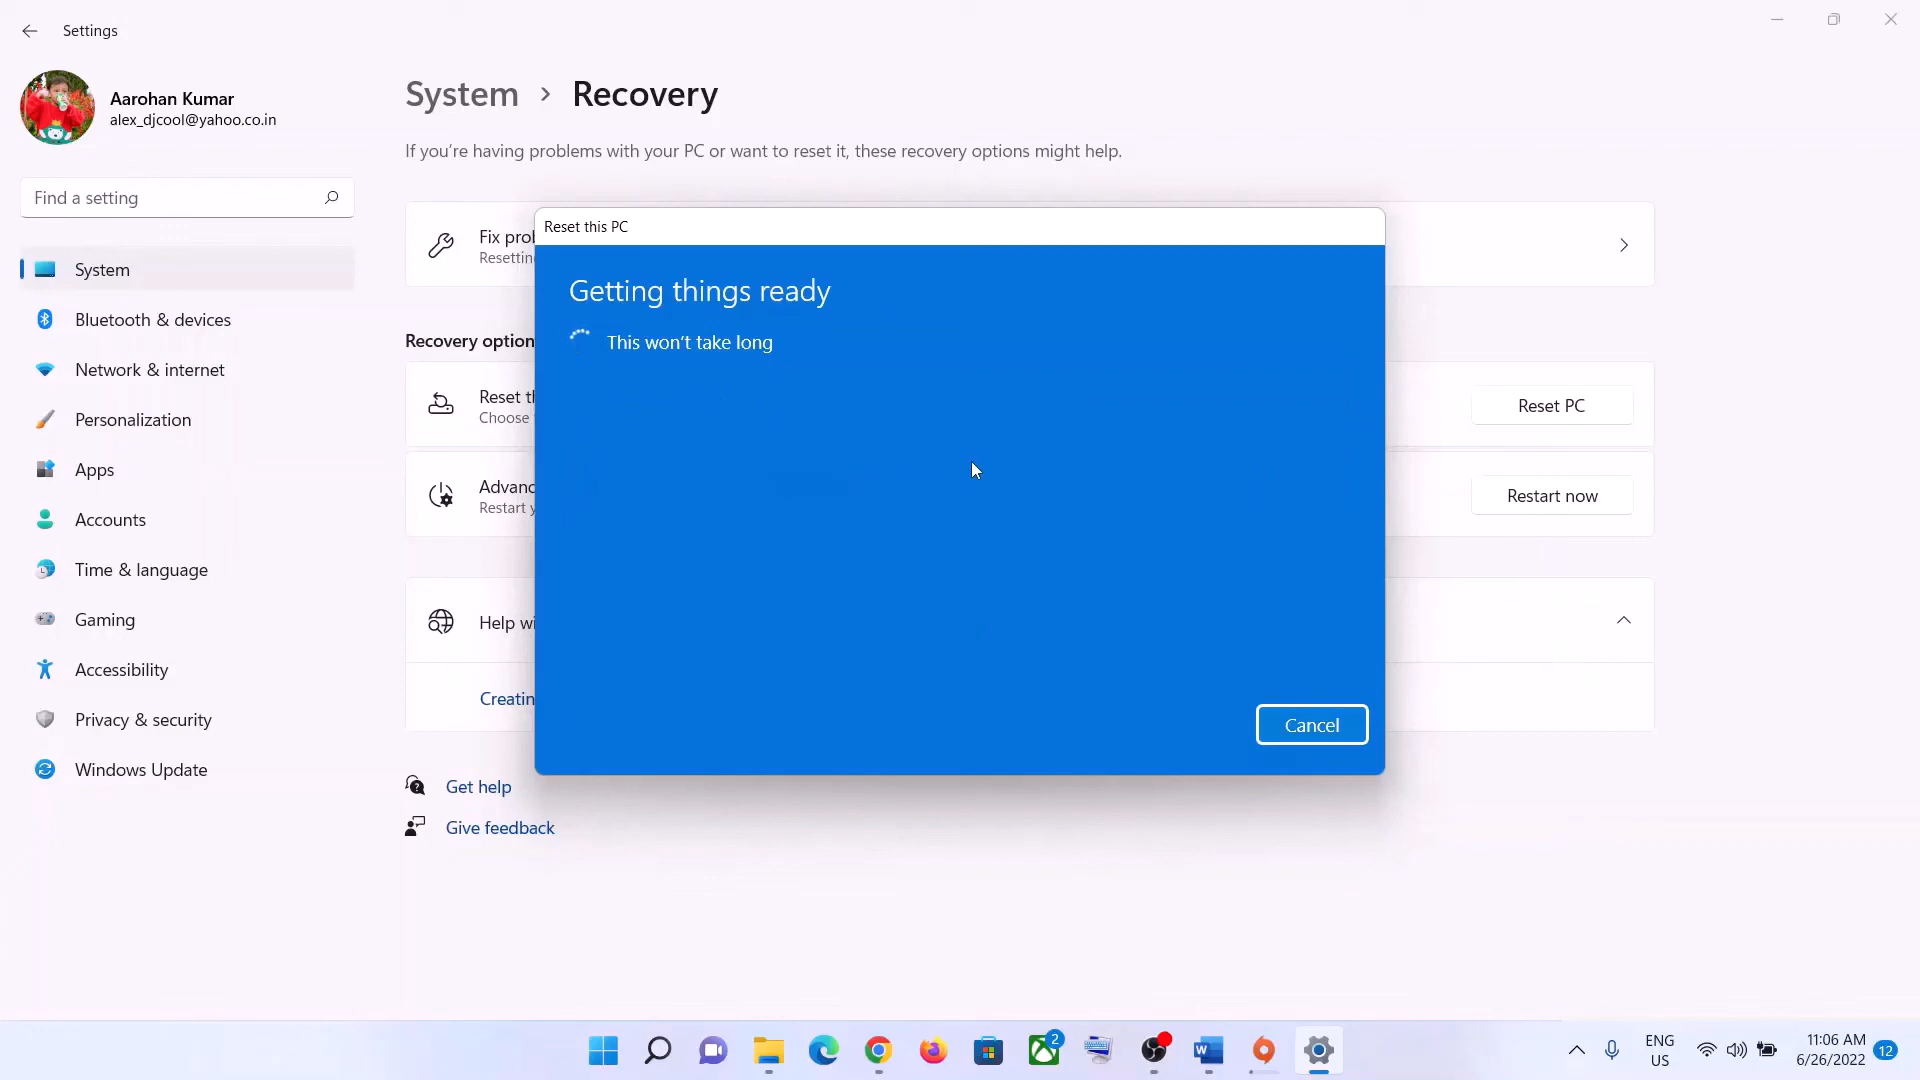 Settings
Aarohan Kumar
alex_djcool@yahoo.co.in
Find a setting
System
Bluetooth & devices
Network & internet
Personalization
Apps
Accounts
Time & language
Gaming
Accessibility
Privacy & security
Windows Update
System > Recovery
If you're having problems with your PC or want to reset it, these recovery options might help.
Fix pro
Resettin
Recovery option
Reset t
Choose
Reset PC
Advanc
Restart y
Restart now
Help wi
Creatin
Get help
Give feedback
Reset this PC
Getting things ready
This won't take long
Cancel
2
ENG
US
11:06 AM
6/26/2022
12